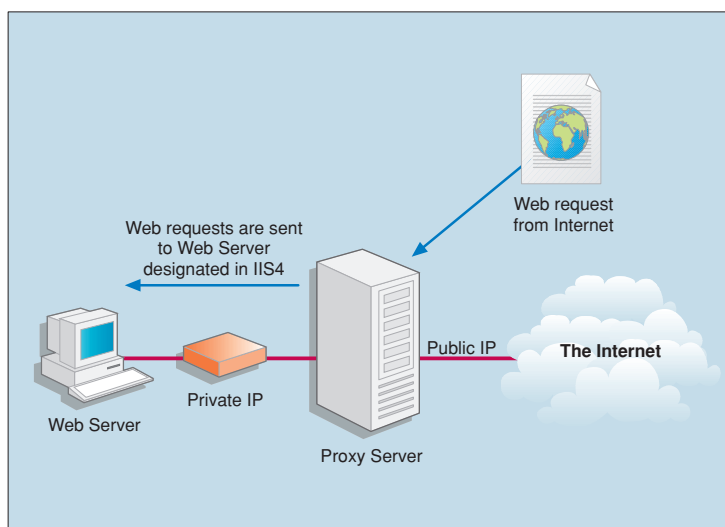 Web request
from Internet
Web requests are sent
to Web Server
designated in IIS4
Public IP
The Internet
Private IP
Web Server
Proxy Server